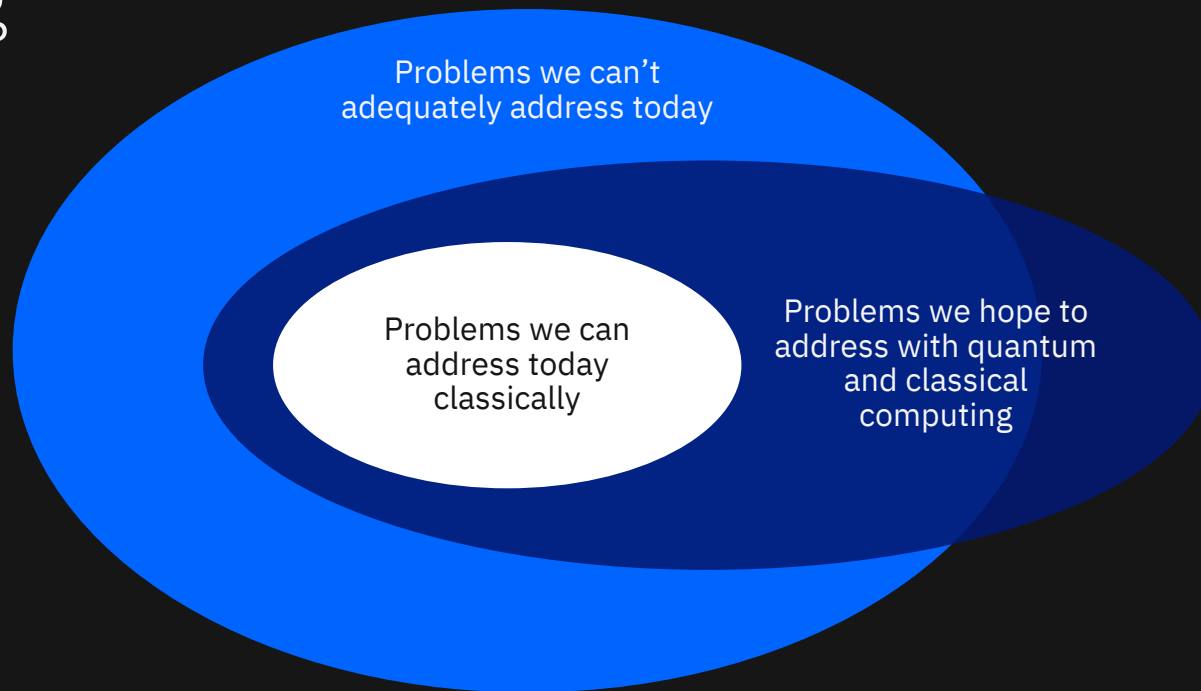 g
Problems we can’t
adequately address today
Problems we can
address today
classically
Problems we hope to
address with quantum
and classical
computing